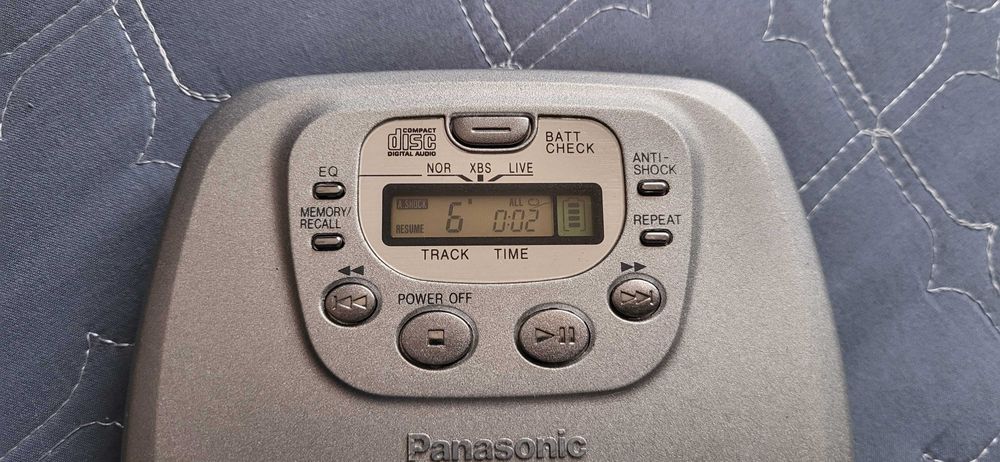 COMPACT
disc
DIGITAL AUDIO
BATT
CHECK
NOR XBS LIVE
EQ
ANTI-
SHOCK
A.SHOCK
ALL
RESUME 6 0:02
MEMORY/
RECALL
REPEAT
TRACK TIME
POWER OFF
Panasonic